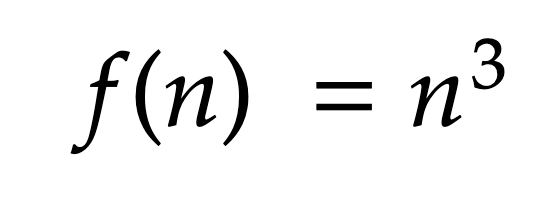 f(n) = n³